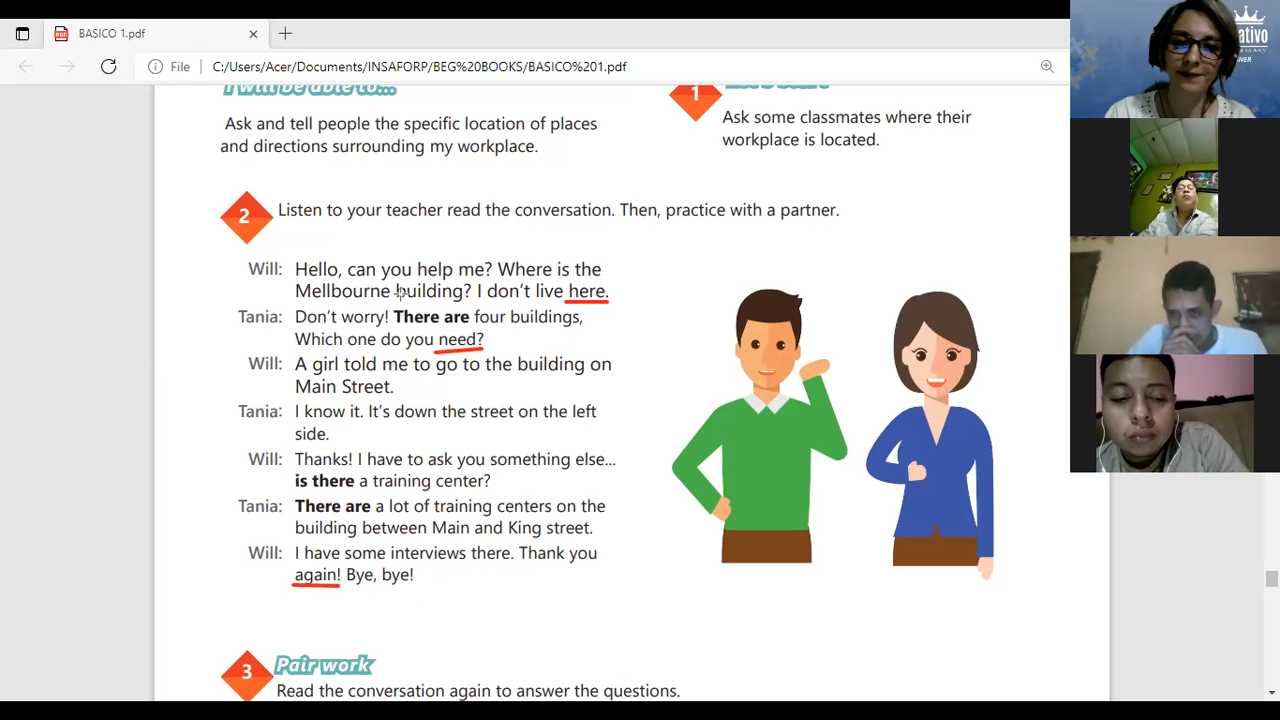 BASICO 1.pdf
File C:/Users/Acer/Documents/INSAFORP/BEG%20BOOKS/BASICO%201.pdf
I will be able to...
1
Ask and tell people the specific location of places
and directions surrounding my workplace.
Ask some classmates where their
workplace is located.
2 Listen to your teacher read the conversation. Then, practice with a partner.
Will: Hello, can you help me? Where is the
Mellbourne building? I don't live here.
Tania: Don't worry! There are four buildings,
Which one do you need?
Will: A girl told me to go to the building on
Main Street.
Tania: I know it. It's down the street on the left
side.
Will: Thanks! I have to ask you something else...
is there a training center?
Tania: There are a lot of training centers on the
building between Main and King street.
Will: I have some interviews there. Thank you
again! Bye, bye!
3 Pair work
Read the conversation again to answer the questions.